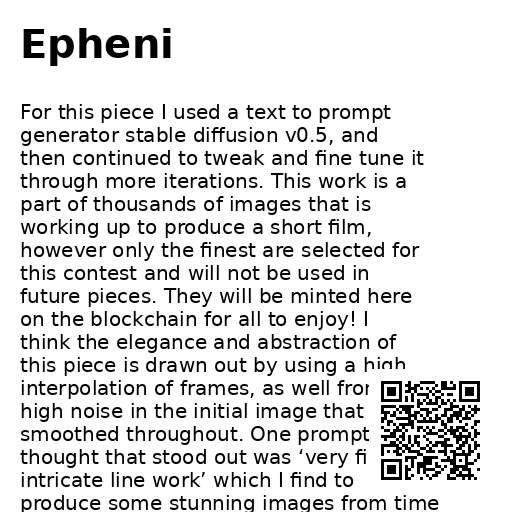 Epheni
For this piece I used a text to prompt
generator stable diffusion v0.5, and
then continued to tweak and fine tune it
through more iterations. This work is a
part of thousands of images that is
working up to produce a short film,
however only the finest are selected for
this contest and will not be used in
future pieces. They will be minted here
on the blockchain for all to enjoy! I
think the elegance and abstraction of
this piece is drawn out by using a high
interpolation of frames, as well from
high noise in the initial image that
smoothed throughout. One prompt
thought that stood out was ‘very fi
intricate line work’ which I find to
produce some stunning images from time